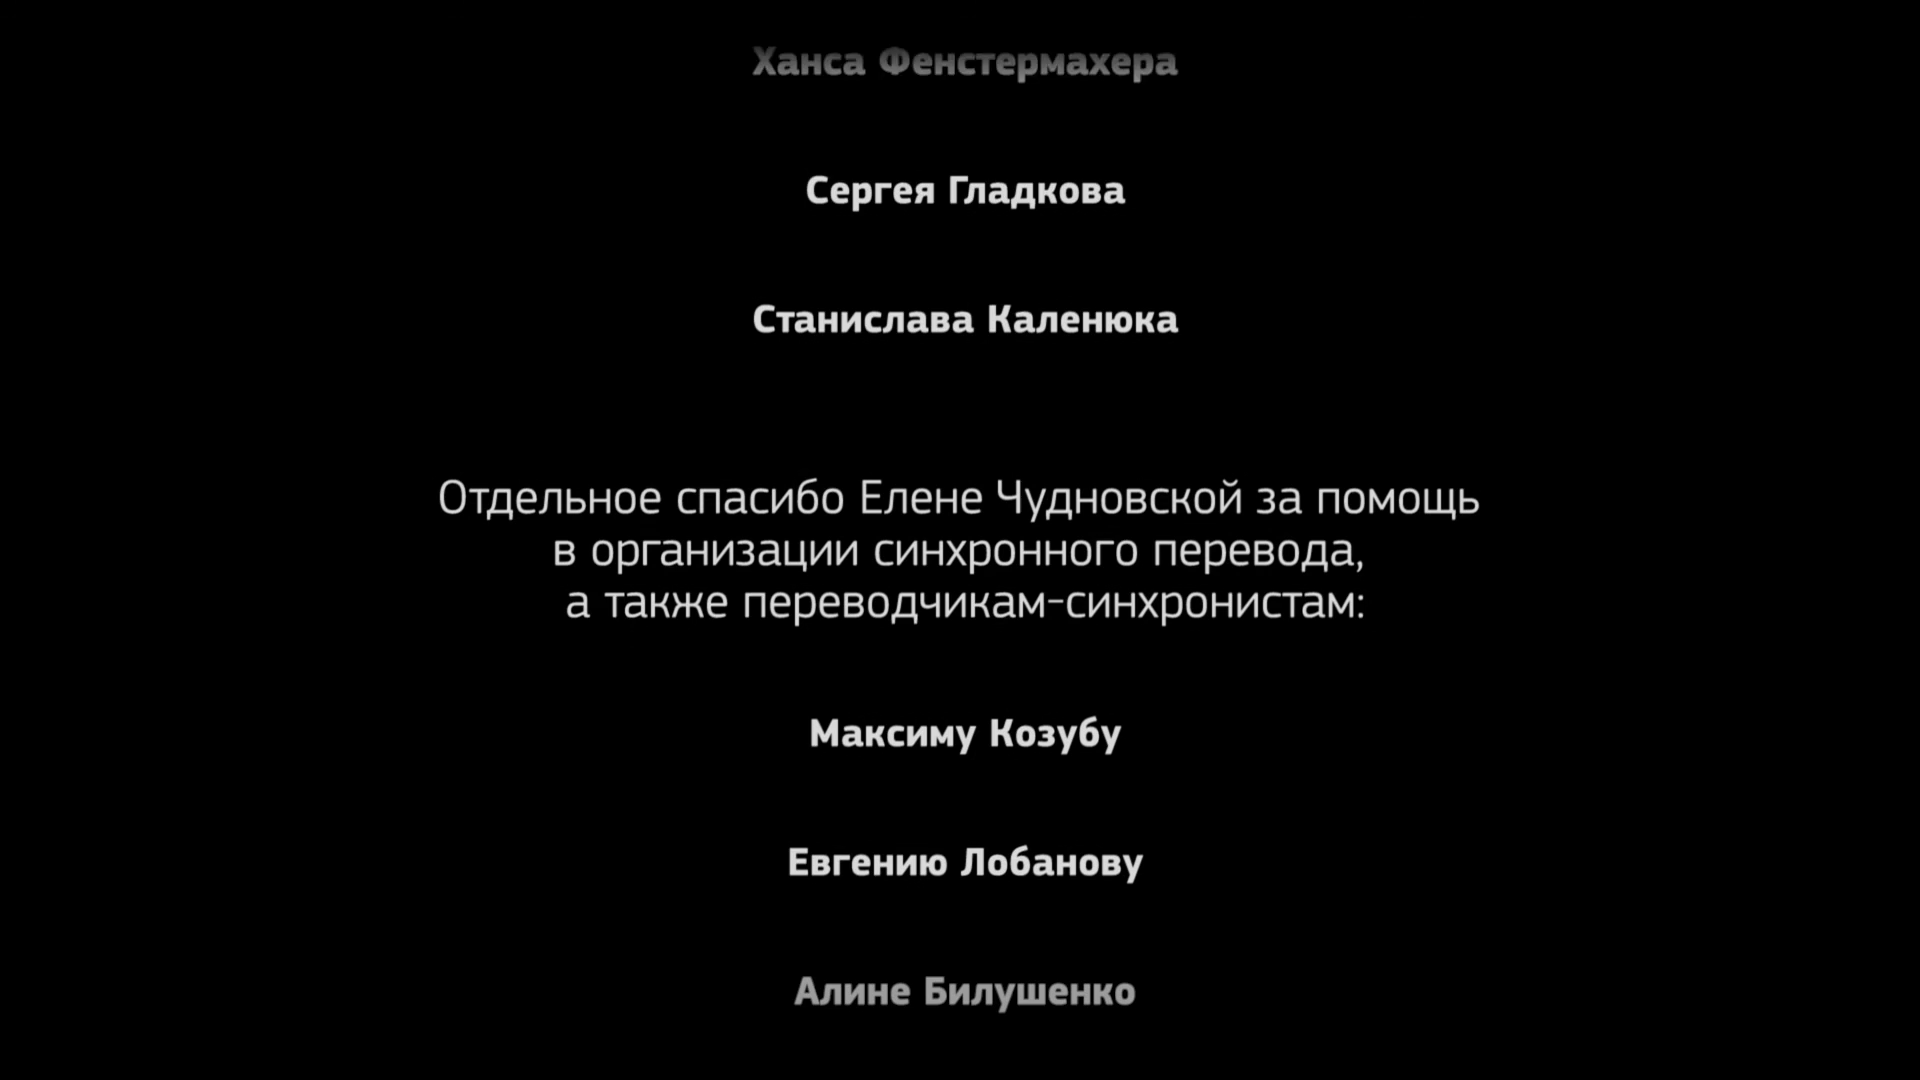 Ханса Фенстермахера
Сергея Гладкова
Станислава Каленюка
Отдельное спасибо Елене Чудновской за помощь
в организации синхронного перевода,
а также переводчикам-синхронистам:
Максиму Козубу
Евгению Лобанову
Алине Билушенко